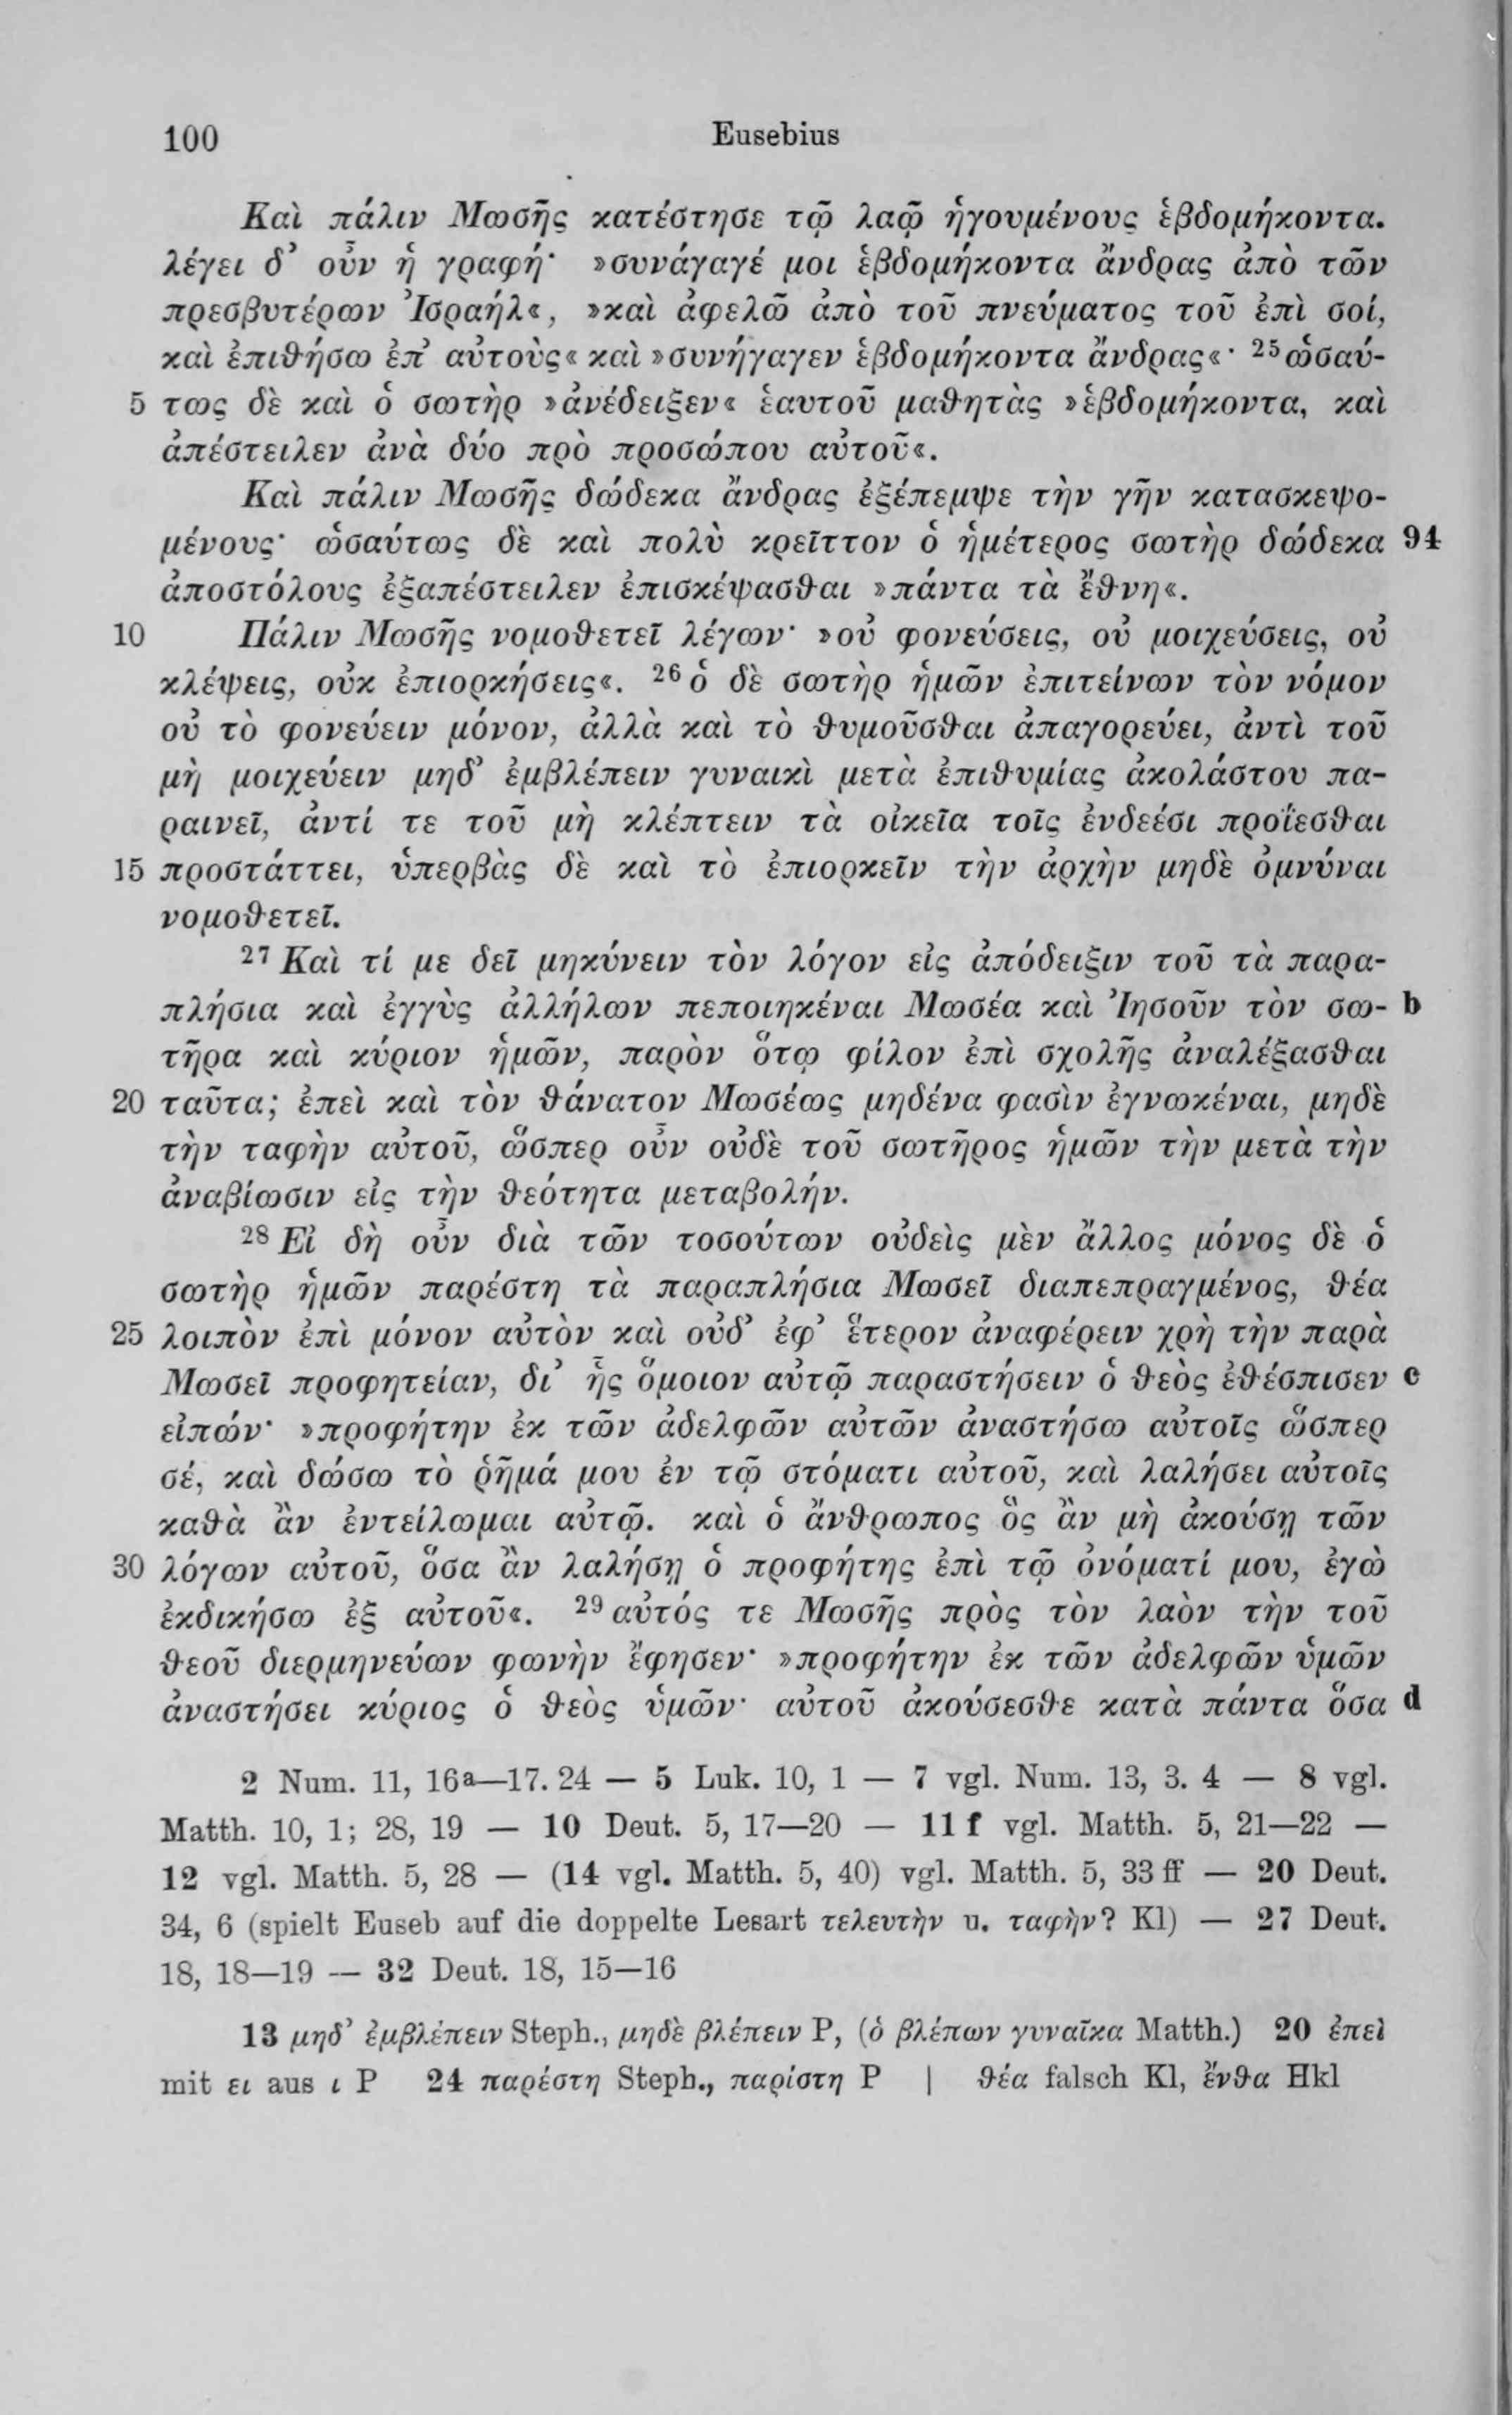 100 Eusebius
Καὶ πάλιν Μωσῆς κατέστησε τῷ λαῷ ἡγουμένους ἑβδομήκοντα.
λέγει δ’ οὖν ἡ γραφή· »συνάγαγέ μοι ἑβδομήκοντα ἄνδρας ἀπὸ τῶν
πρεσβυτέρων Ἰσραήλ«, »καὶ ἀφελῶ ἀπὸ τοῦ πνεύματος τοῦ ἐπὶ σοί,
καὶ ἐπιθήσω ἐπ’ αὐτοὺς« καὶ »συνήγαγεν ἑβδομήκοντα ἄνδρας«· ²⁵ ὡσαύ-
5 τως δὲ καὶ ὁ σωτὴρ »ἀνέδειξεν« ἑαυτοῦ μαθητὰς »ἑβδομήκοντα, καὶ
ἀπέστειλεν ἀνὰ δύο πρὸ προσώπου αὐτοῦ«.
Καὶ πάλιν Μωσῆς δώδεκα ἄνδρας ἐξέπεμψε τὴν γῆν κατασκεψο-
μένους· ὡσαύτως δὲ καὶ πολὺ κρεῖττον ὁ ἡμέτερος σωτὴρ δώδεκα 94
ἀποστόλους ἐξαπέστειλεν ἐπισκέψασθαι »πάντα τὰ ἔθνη«.
10 Πάλιν Μωσῆς νομοθετεῖ λέγων· »οὐ φονεύσεις, οὐ μοιχεύσεις, οὐ
κλέψεις, οὐκ ἐπιορκήσεις«. ²⁶ ὁ δὲ σωτὴρ ἡμῶν ἐπιτείνων τὸν νόμον
οὐ τὸ φονεύειν μόνον, ἀλλὰ καὶ τὸ θυμοῦσθαι ἀπαγορεύει, ἀντὶ τοῦ
μὴ μοιχεύειν μηδ’ ἐμβλέπειν γυναικὶ μετὰ ἐπιθυμίας ἀκολάστου πα-
ραινεῖ, ἀντί τε τοῦ μὴ κλέπτειν τὰ οἰκεῖα τοῖς ἐνδεέσι προΐεσθαι
15 προστάττει, ὑπερβὰς δὲ καὶ τὸ ἐπιορκεῖν τὴν ἀρχὴν μηδὲ ὀμνύναι
νομοθετεῖ.
²⁷ Καὶ τί με δεῖ μηκύνειν τὸν λόγον εἰς ἀπόδειξιν τοῦ τὰ παρα-
πλήσια καὶ ἐγγὺς ἀλλήλων πεποιηκέναι Μωσέα καὶ Ἰησοῦν τὸν σω- b
τῆρα καὶ κύριον ἡμῶν, παρὸν ὅτῳ φίλον ἐπὶ σχολῆς ἀναλέξασθαι
20 ταῦτα; ἐπεὶ καὶ τὸν θάνατον Μωσέως μηδένα φασὶν ἐγνωκέναι, μηδὲ
τὴν ταφὴν αὐτοῦ, ὥσπερ οὖν οὐδὲ τοῦ σωτῆρος ἡμῶν τὴν μετὰ τὴν
ἀναβίωσιν εἰς τὴν θεότητα μεταβολήν.
²⁸ Εἰ δὴ οὖν διὰ τῶν τοσούτων οὐδεὶς μὲν ἄλλος μόνος δὲ ὁ
σωτὴρ ἡμῶν παρέστη τὰ παραπλήσια Μωσεῖ διαπεπραγμένος, θέα
25 λοιπὸν ἐπὶ μόνον αὐτὸν καὶ οὐδ’ ἐφ’ ἕτερον ἀναφέρειν χρὴ τὴν παρὰ
Μωσεῖ προφητείαν, δι’ ἧς ὅμοιον αὐτῷ παραστήσειν ὁ θεὸς ἐθέσπισεν c
εἰπών· »προφήτην ἐκ τῶν ἀδελφῶν αὐτῶν ἀναστήσω αὐτοῖς ὥσπερ
σέ, καὶ δώσω τὸ ῥῆμά μου ἐν τῷ στόματι αὐτοῦ, καὶ λαλήσει αὐτοῖς
καθὰ ἂν ἐντείλωμαι αὐτῷ. καὶ ὁ ἄνθρωπος ὃς ἂν μὴ ἀκούσῃ τῶν
30 λόγων αὐτοῦ, ὅσα ἂν λαλήσῃ ὁ προφήτης ἐπὶ τῷ ὀνόματί μου, ἐγὼ
ἐκδικήσω ἐξ αὐτοῦ«. ²⁹ αὐτός τε Μωσῆς πρὸς τὸν λαὸν τὴν τοῦ
θεοῦ διερμηνεύων φωνὴν ἔφησεν· »προφήτην ἐκ τῶν ἀδελφῶν ὑμῶν
ἀναστήσει κύριος ὁ θεὸς ὑμῶν· αὐτοῦ ἀκούσεσθε κατὰ πάντα ὅσα d
2 Num. 11, 16a—17. 24 — 5 Luk. 10, 1 — 7 vgl. Num. 13, 3. 4 — 8 vgl.
Matth. 10, 1; 28, 19 — 10 Deut. 5, 17—20 — 11 f vgl. Matth. 5, 21—22 —
12 vgl. Matth. 5, 28 — (14 vgl. Matth. 5, 40) vgl. Matth. 5, 33 ff — 20 Deut.
34, 6 (spielt Euseb auf die doppelte Lesart τελευτὴν u. ταφὴν? Kl) — 27 Deut.
18, 18—19 — 32 Deut. 18, 15—16
13 μηδ’ ἐμβλέπειν Steph., μηδὲ βλέπειν P, (ὁ βλέπων γυναῖκα Matth.) 20 ἐπεὶ
mit ει aus ι P 24 παρέστη Steph., παρίστη P | θέα falsch Kl, ἔνθα Hkl